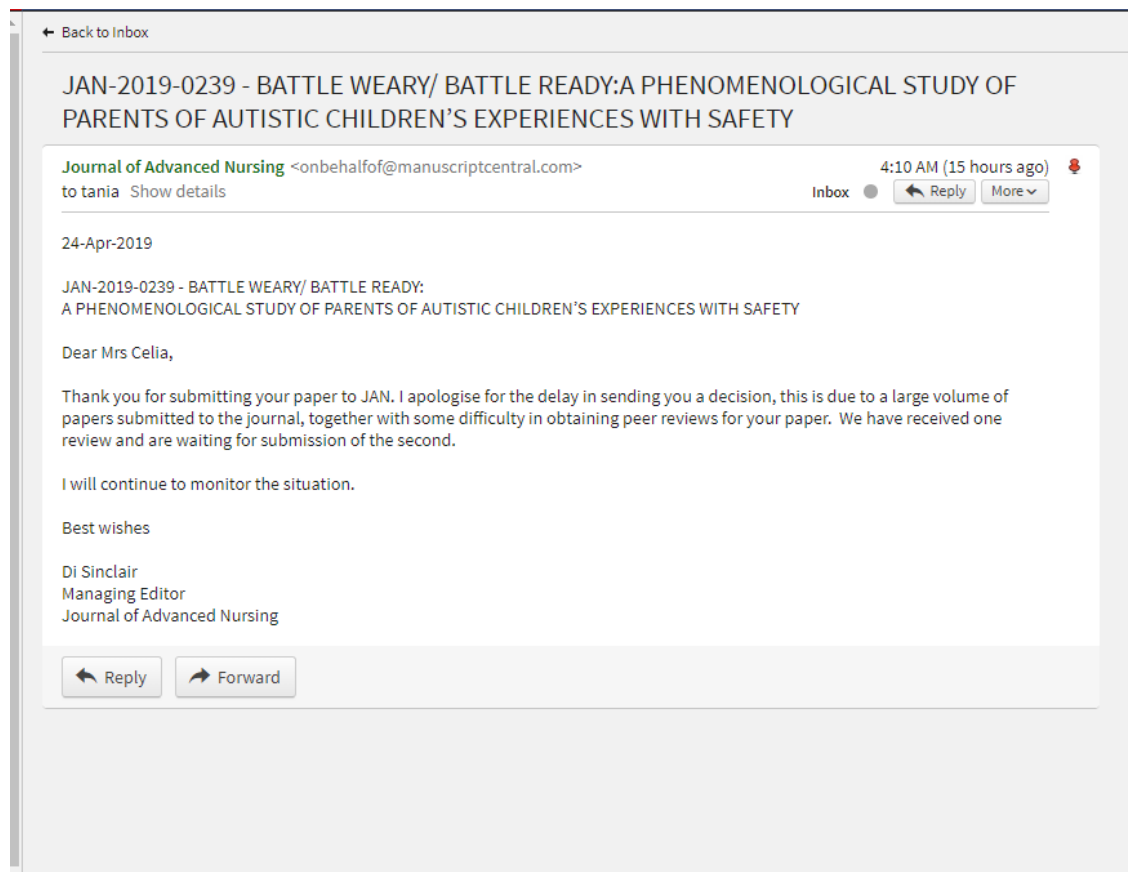 Back to Inbox
JAN-2019-0239 - BATTLE WEARY/ BATTLE READY:A PHENOMENOLOGICAL STUDY OF
PARENTS OF AUTISTIC CHILDREN'S EXPERIENCES WITH SAFETY
Journal of Advanced Nursing <onbehalfof@manuscriptcentral.com> 4:10 AM (15 hours ago)
to tania Show details Inbox Reply More
24-Apr-2019
JAN-2019-0239 - BATTLE WEARY/ BATTLE READY:
A PHENOMENOLOGICAL STUDY OF PARENTS OF AUTISTIC CHILDREN'S EXPERIENCES WITH SAFETY
Dear Mrs Celia,
Thank you for submitting your paper to JAN. I apologise for the delay in sending you a decision, this is due to a large volume of
papers submitted to the journal, together with some difficulty in obtaining peer reviews for your paper.  We have received one
review and are waiting for submission of the second.
I will continue to monitor the situation.
Best wishes
Di Sinclair
Managing Editor
Journal of Advanced Nursing
Reply Forward